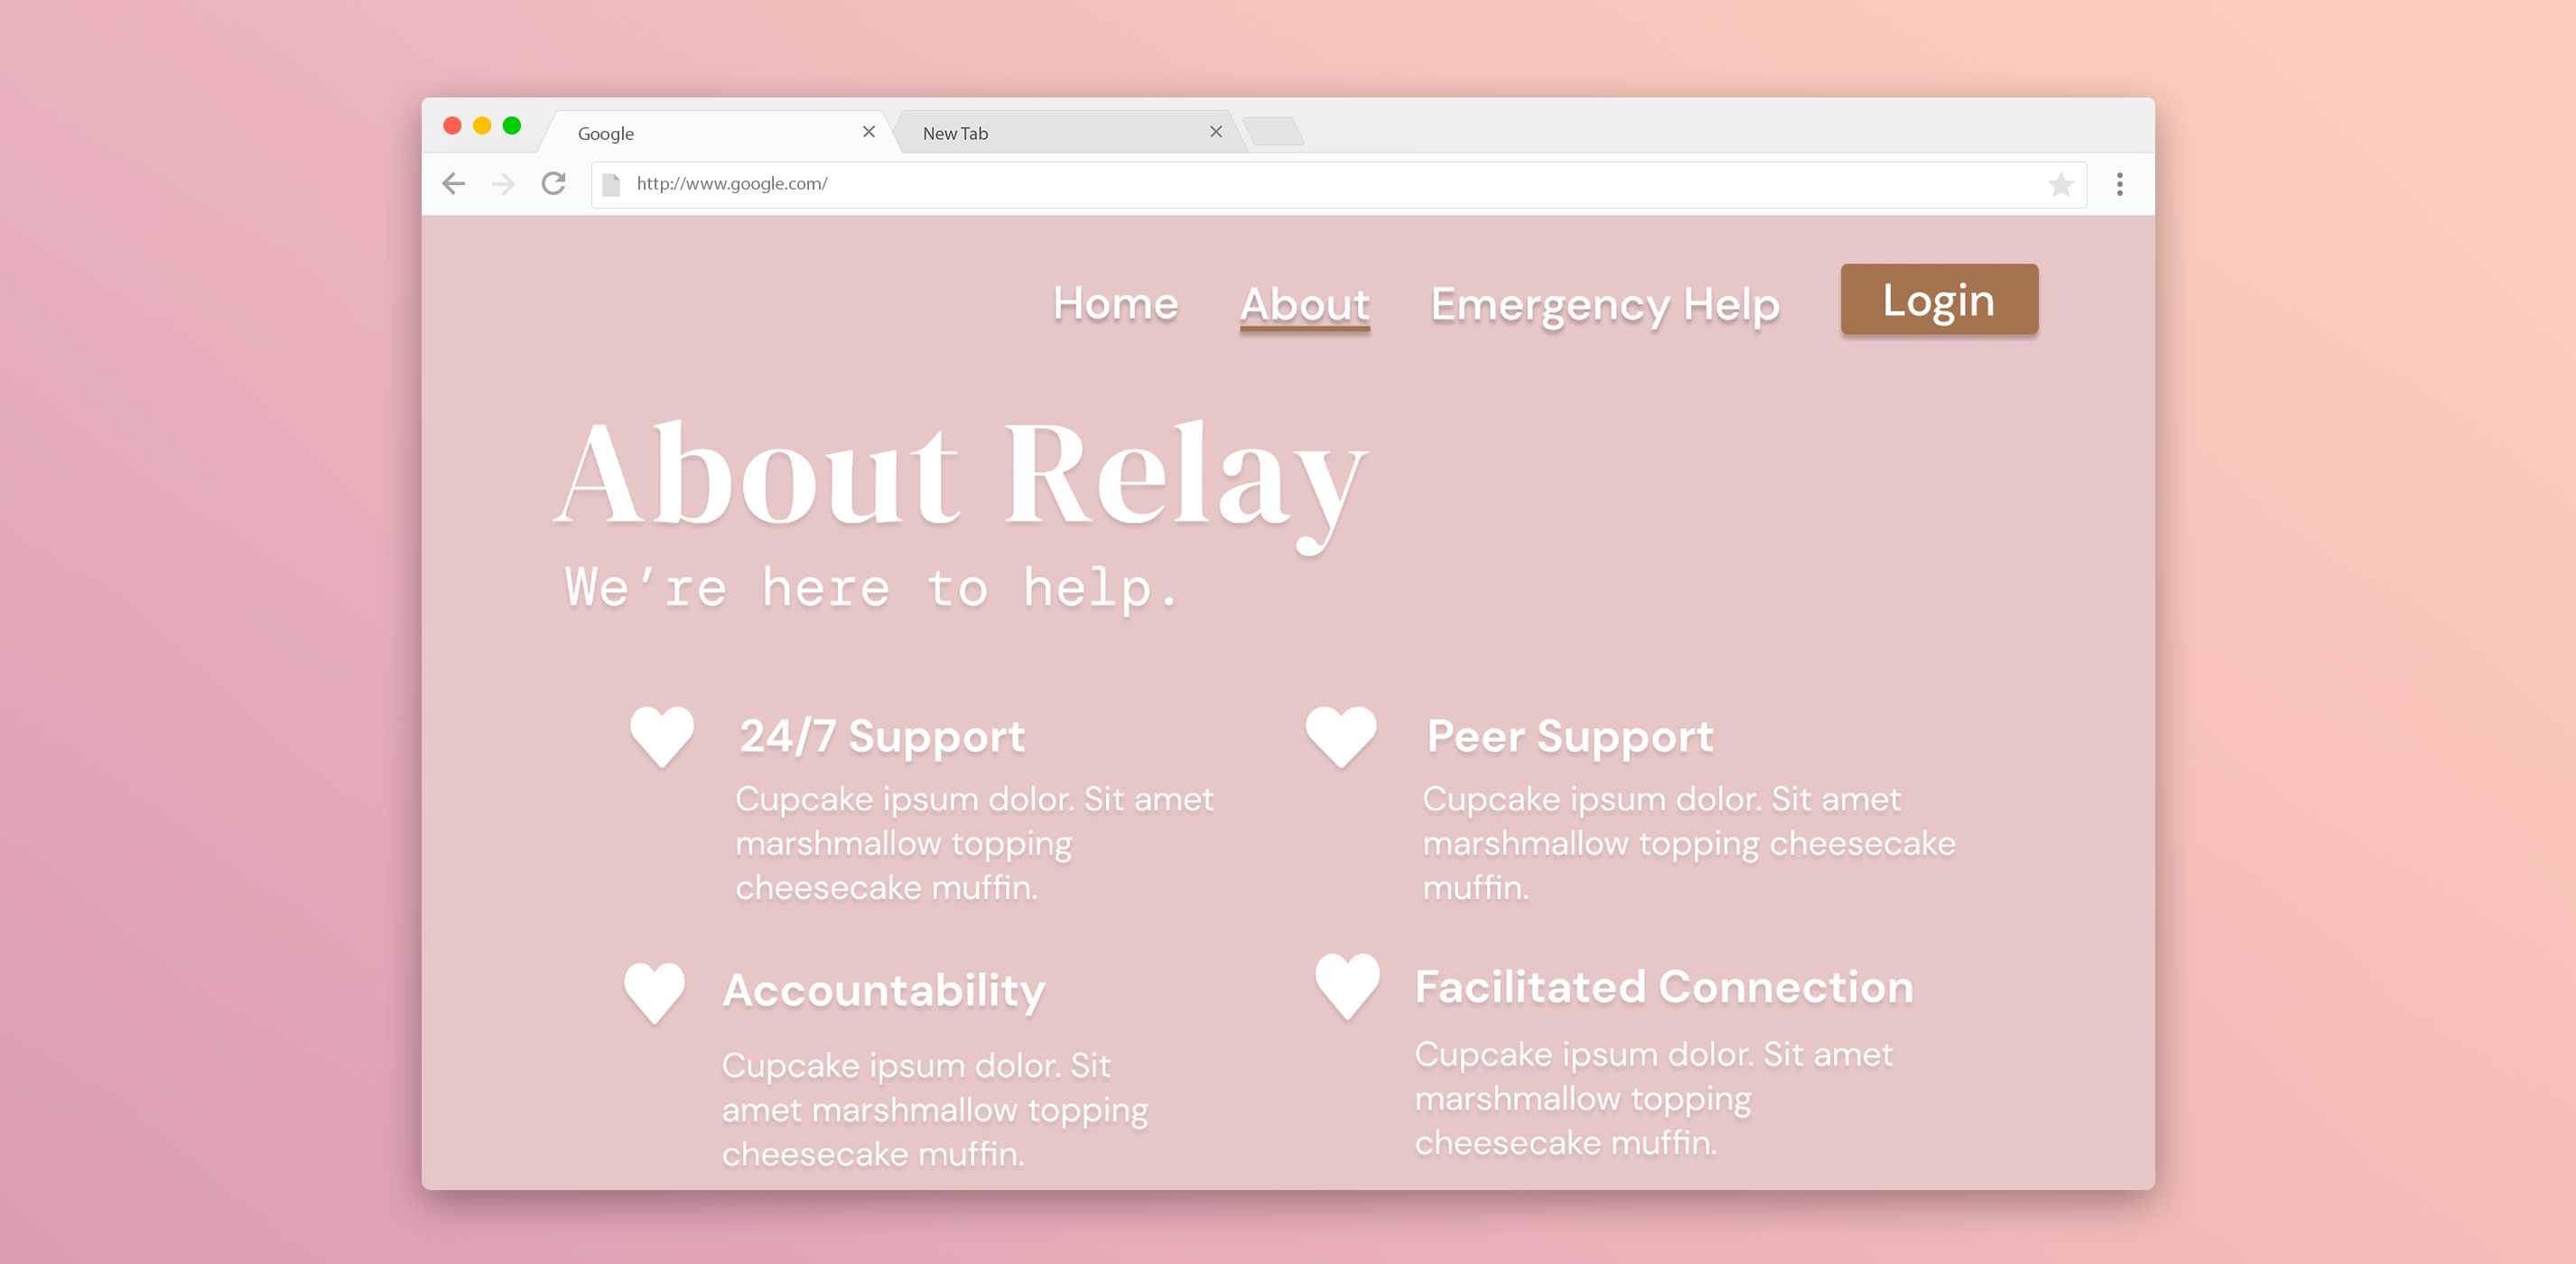 Google
New Tab
http://www.google.com/
Home About Emergency Help Login
About Relay
We're here to help.
24/7 Support
Cupcake ipsum dolor. Sit amet
marshmallow topping
cheesecake muffin.
Peer Support
Cupcake ipsum dolor. Sit amet
marshmallow topping cheesecake
muffin.
Accountability
Cupcake ipsum dolor. Sit
amet marshmallow topping
cheesecake muffin.
Facilitated Connection
Cupcake ipsum dolor. Sit amet
marshmallow topping
cheesecake muffin.